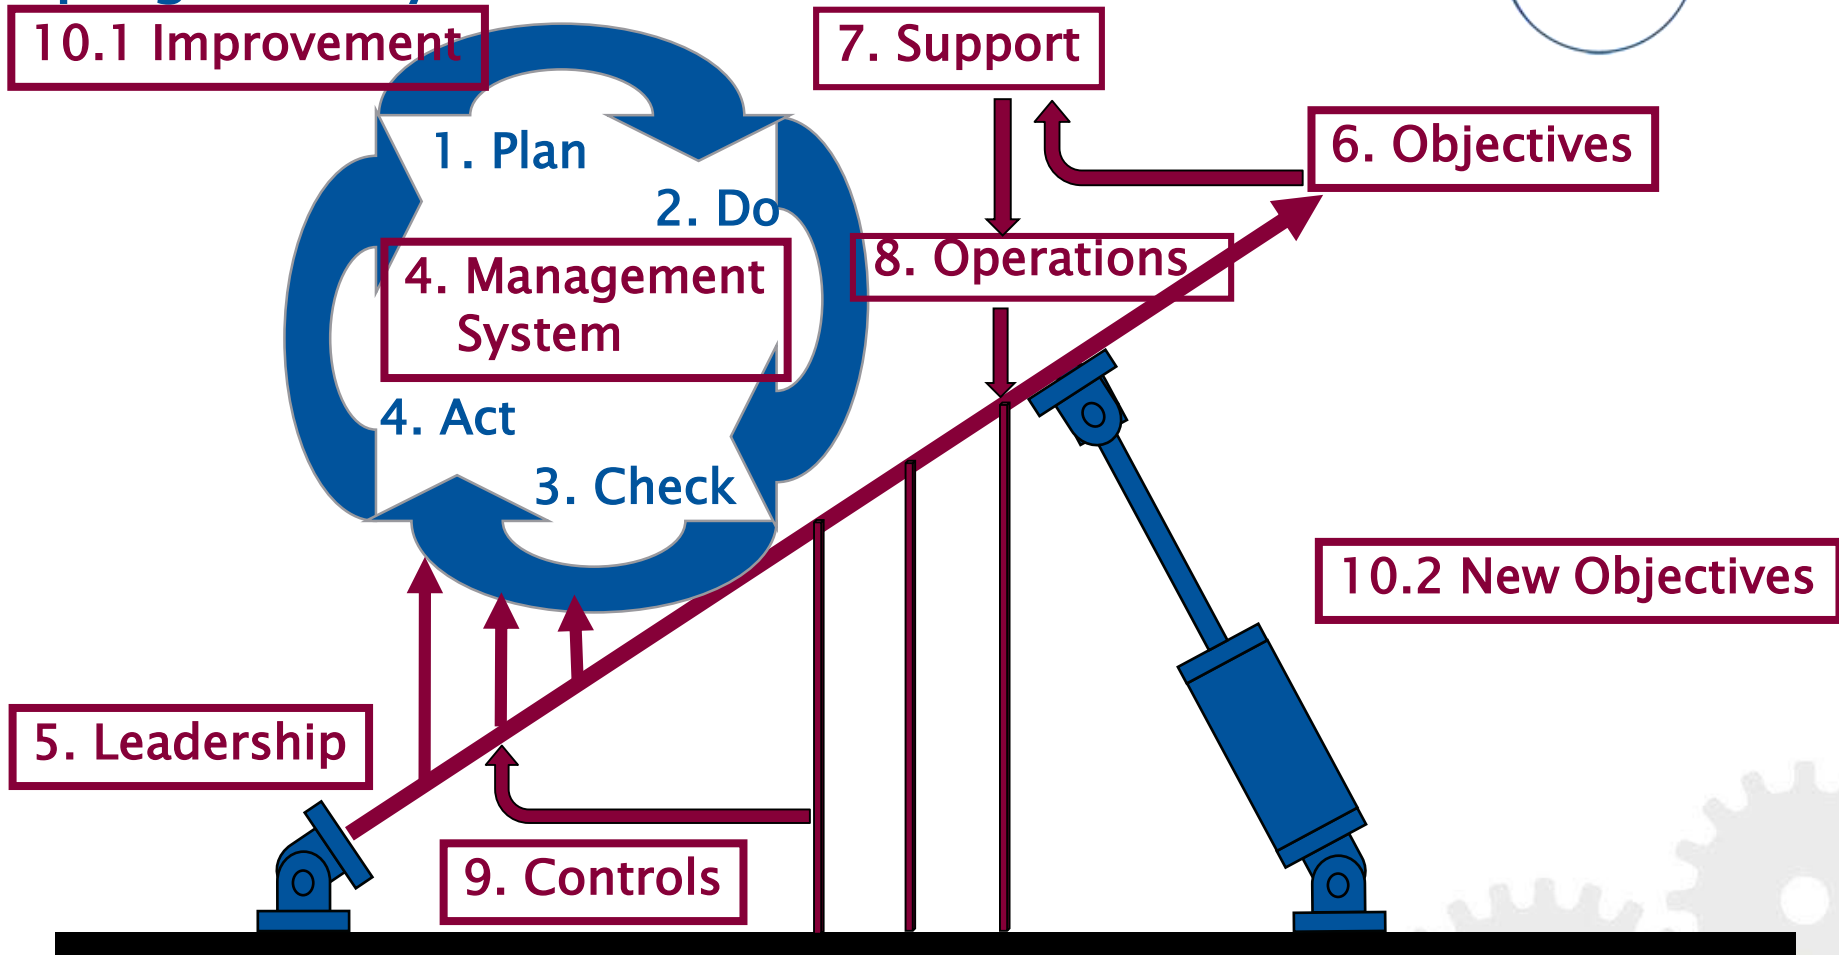 10.1 Improvement
7. Support
6. Objectives
1. Plan
2. Do
8. Operations
4. Management
System
4. Act
3. Check
10.2 New Objectives
5. Leadership
9. Controls